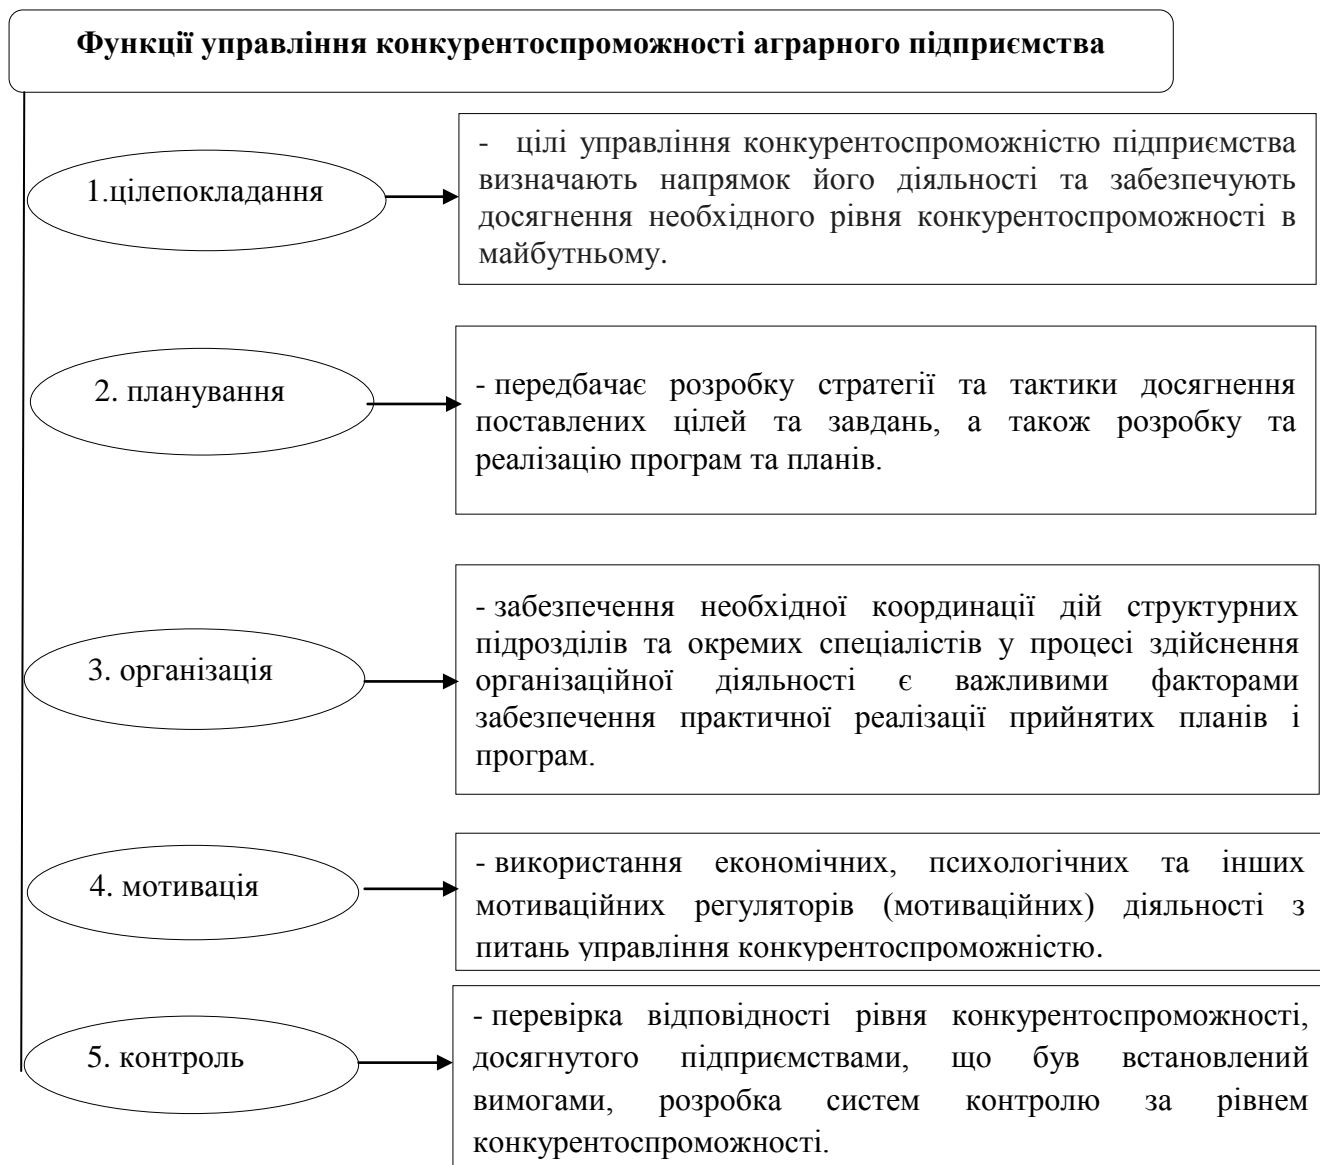 Функції управління конкурентоспроможності аграрного підприємства
1.цілепокладання
- цілі управління конкурентоспроможністю підприємства
визначають напрямок його діяльності та забезпечують
досягнення необхідного рівня конкурентоспроможності в
майбутньому.
2. планування
- передбачає розробку стратегії та тактики досягнення
поставлених цілей та завдань, а також розробку та
реалізацію програм та планів.
3. організація
- забезпечення необхідної координації дій структурних
підрозділів та окремих спеціалістів у процесі здійснення
організаційної діяльності є важливими факторами
забезпечення практичної реалізації прийнятих планів і
програм.
4. мотивація
- використання економічних, психологічних та інших
мотиваційних регуляторів (мотиваційних) діяльності з
питань управління конкурентоспроможністю.
5. контроль
- перевірка відповідності рівня конкурентоспроможності,
досягнутого підприємствами, що був встановлений
вимогами, розробка систем контролю за рівнем
конкурентоспроможності.